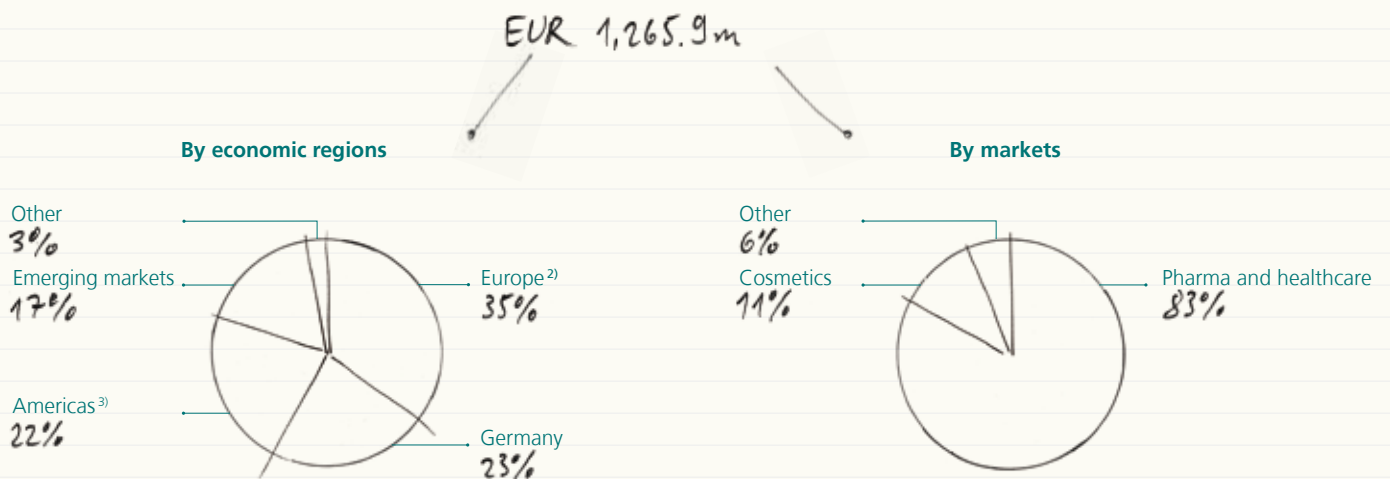 EUR 1,265.9m
By economic regions
Other
3%
Emerging markets
17%
Americas 3)
22%
Europe 2)
35%
Germany
23%
By markets
Other
6%
Cosmetics
11%
Pharma and healthcare
83%